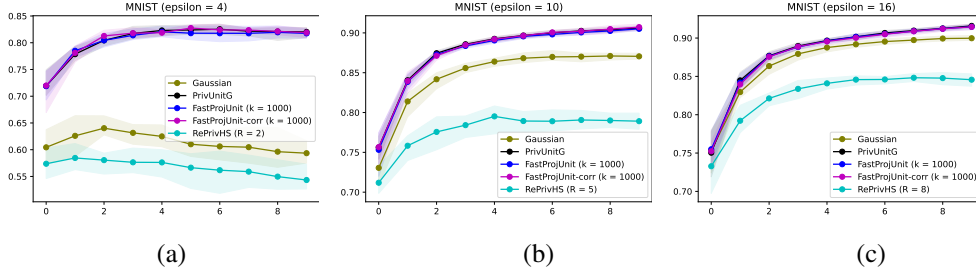 MNIST (epsilon = 4)
0.85
0.80
0.75
0.70
0.65
0.60
0.55
Gaussian
PrivUnitG
FastProjUnit (k = 1000)
FastProjUnit-corr (k = 1000)
RePrivHS (R = 2)
0 2 4 6 8
(a)
MNIST (epsilon = 10)
0.90
0.85
0.80
0.75
0.70
Gaussian
PrivUnitG
FastProjUnit (k = 1000)
FastProjUnit-corr (k = 1000)
RePrivHS (R = 5)
0 2 4 6 8
(b)
MNIST (epsilon = 16)
0.90
0.85
0.80
0.75
0.70
Gaussian
PrivUnitG
FastProjUnit (k = 1000)
FastProjUnit-corr (k = 1000)
RePrivHS (R = 8)
0 2 4 6 8
(c)